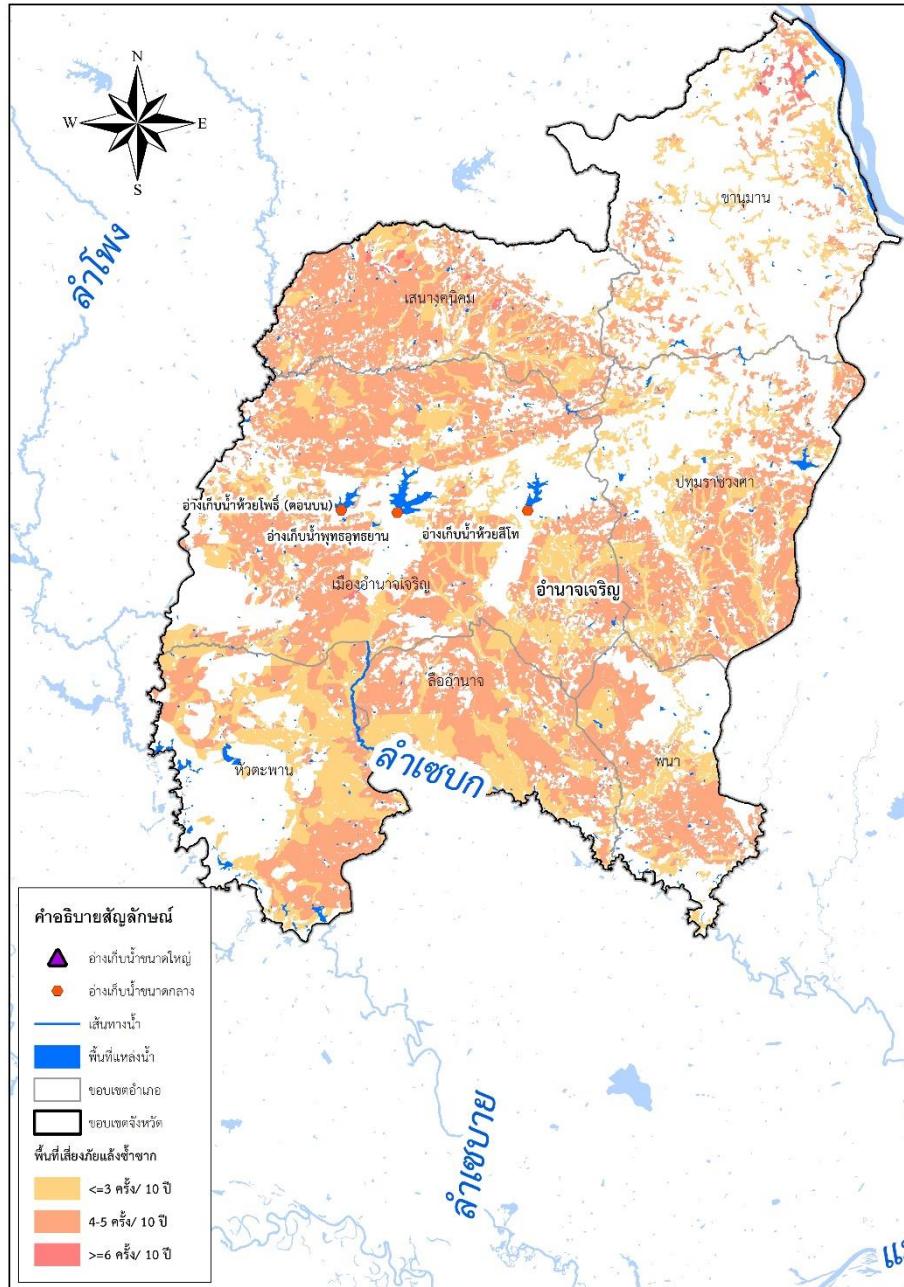 N
W E
S
ลำโพง
ชานุมาน
เสนางคนิคม
ปทุมราชวงศา
อ่างเก็บน้ำห้วยโพธิ์ (ตอนบน)
อ่างเก็บน้ำพุทธอุทธยาน
อ่างเก็บน้ำห้วยสีโท
เมืองอำนาจเจริญ
อำนาจเจริญ
ลืออำนาจ
ลำเซบก
หัวตะพาน
พนา
ลำเซบาย
คำอธิบายสัญลักษณ์
อ่างเก็บน้ำขนาดใหญ่
อ่างเก็บน้ำขนาดกลาง
เส้นทางน้ำ
พื้นที่แหล่งน้ำ
ขอบเขตอำเภอ
ขอบเขตจังหวัด
พื้นที่เสี่ยงภัยแล้งซ้ำซาก
<=3 ครั้ง/ 10 ปี
4-5 ครั้ง/ 10 ปี
>=6 ครั้ง/ 10 ปี